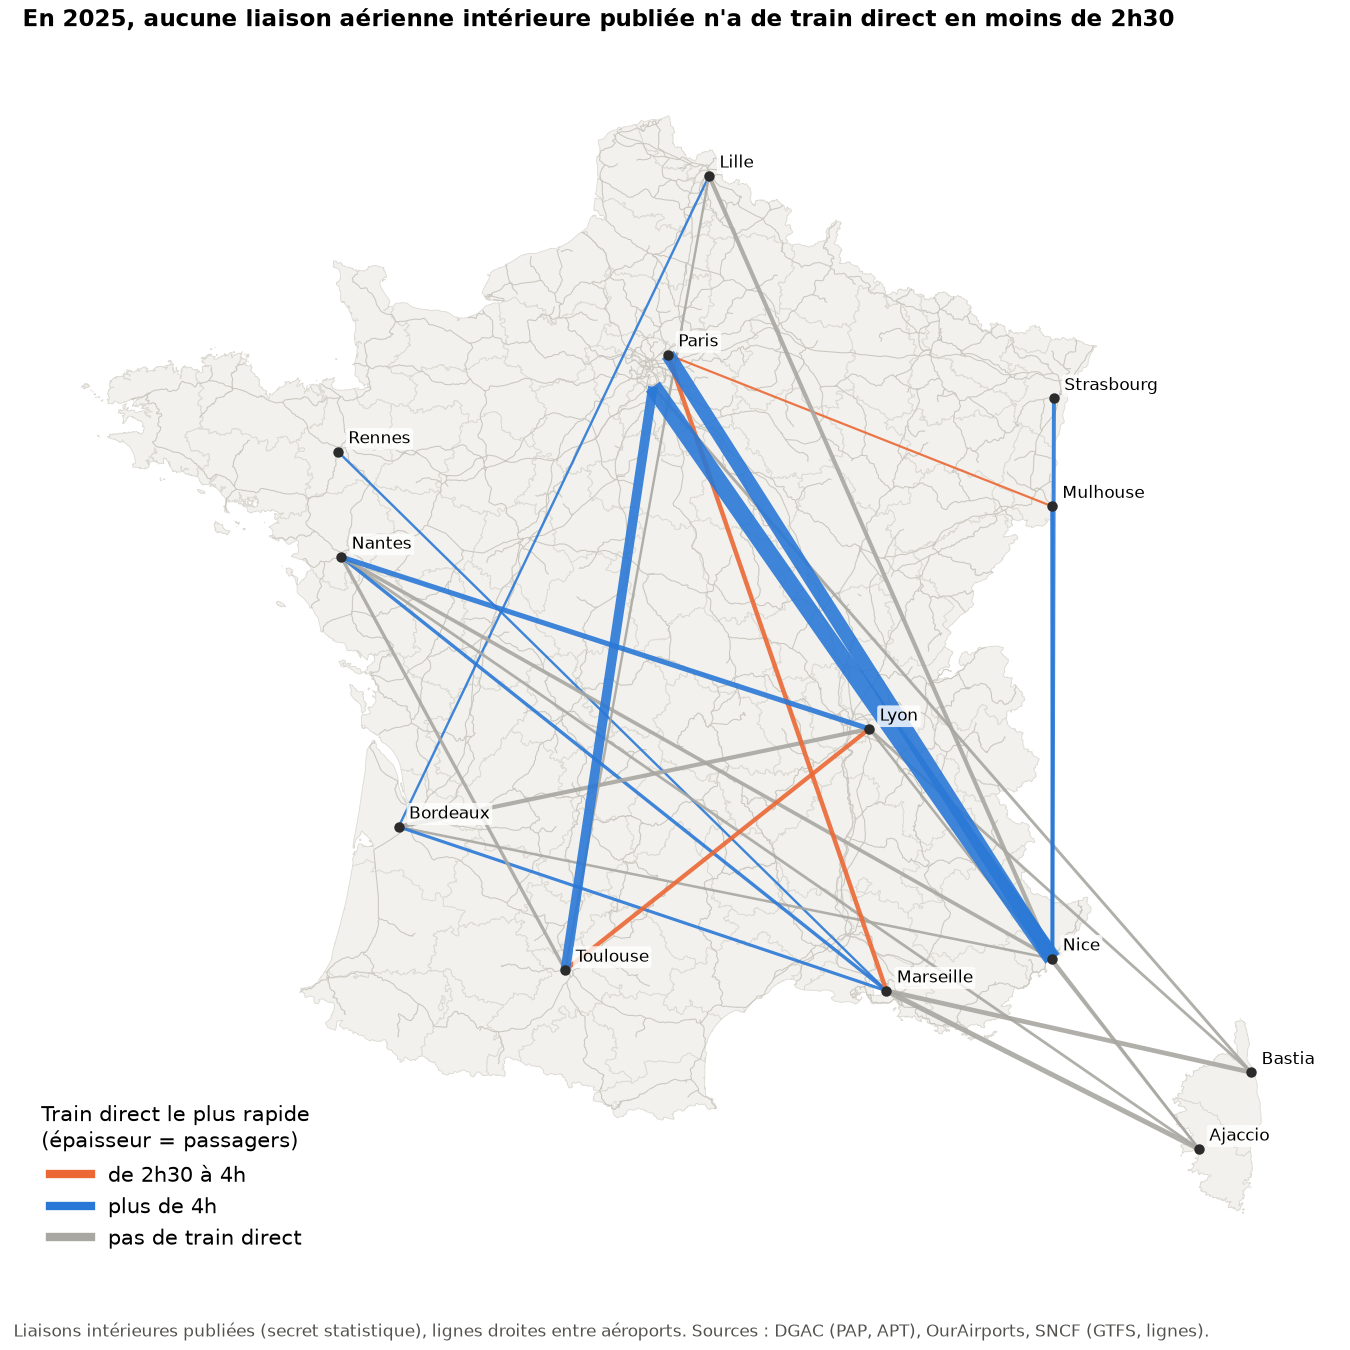 En 2025, aucune liaison aérienne intérieure publiée n'a de train direct en moins de 2h30
Lille
Paris
Strasbourg
Rennes
Mulhouse
Nantes
Lyon
Bordeaux
Nice
Toulouse
Marseille
Bastia
Ajaccio
Train direct le plus rapide
(épaisseur = passagers)
de 2h30 à 4h
plus de 4h
pas de train direct
Liaisons intérieures publiées (secret statistique), lignes droites entre aéroports. Sources : DGAC (PAP, APT), OurAirports, SNCF (GTFS, lignes).